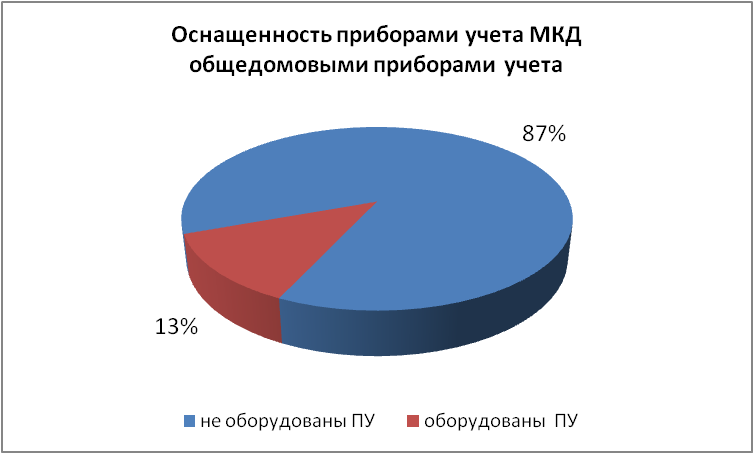 Оснащенность приборами учета МКД
общедомовыми приборами учета
87%
13%
не оборудованы ПУ
оборудованы ПУ